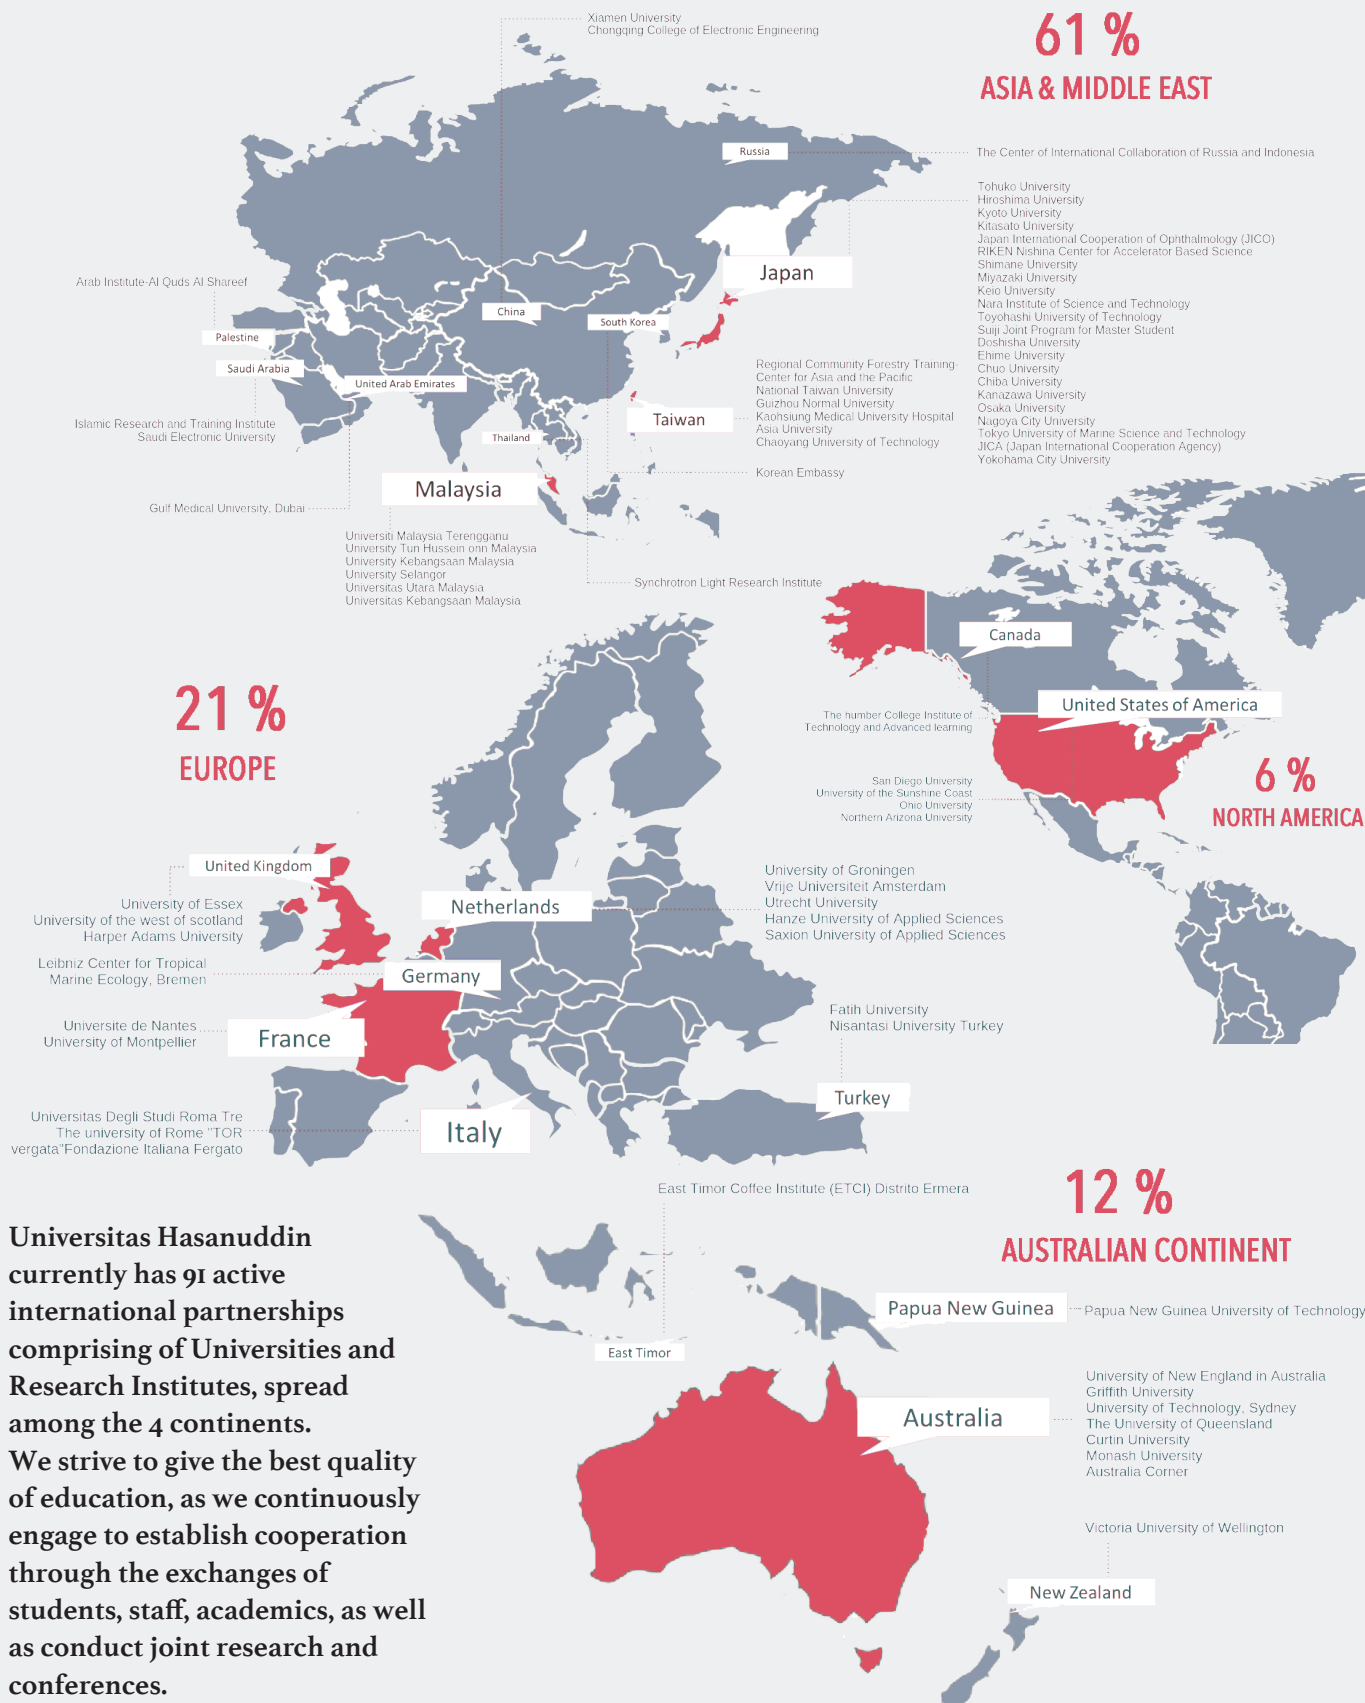 Xiamen University
Chongqing College of Electronic Engineering
61 %
ASIA & MIDDLE EAST
Russia
The Center of International Collaboration of Russia and Indonesia
Tohuko University
Hiroshima University
Kyoto University
Kitasato University
Japan International Cooperation of Ophthalmology (JICO)
RIKEN Nishina Center for Accelerator Based Science
Shimane University
Miyazaki University
Keio University
Nara Institute of Science and Technology
Toyohashi University of Technology
Suiji Joint Program for Master Student
Doshisha University
Ehime University
Chuo University
Chiba University
Kanazawa University
Osaka University
Nagoya City University
Tokyo University of Marine Science and Technology
JICA (Japan International Cooperation Agency)
Yokohama City University
Japan
Arab Institute-Al Quds Al Shareef
China
South Korea
Palestine
Saudi Arabia
United Arab Emirates
Regional Community Forestry Training-
Center for Asia and the Pacific
National Taiwan University
Guizhou Normal University
Kaohsiung Medical University Hospital
Asia University
Chaoyang University of Technology
Taiwan
Islamic Research and Training Institute
Saudi Electronic University
Thailand
Korean Embassy
Malaysia
Gulf Medical University, Dubai
Universiti Malaysia Terengganu
University Tun Hussein onn Malaysia
University Kebangsaan Malaysia
University Selangor
Universitas Utara Malaysia
Universitas Kebangsaan Malaysia
Synchrotron Light Research Institute
Canada
United States of America
The humber College Institute of
Technology and Advanced learning
San Diego University
University of the Sunshine Coast
Ohio University
Northern Arizona University
6 %
NORTH AMERICA
21 %
EUROPE
United Kingdom
University of Essex
University of the west of scotland
Harper Adams University
Netherlands
University of Groningen
Vrije Universiteit Amsterdam
Utrecht University
Hanze University of Applied Sciences
Saxion University of Applied Sciences
Leibniz Center for Tropical
Marine Ecology, Bremen
Germany
Universite de Nantes
University of Montpellier
France
Fatih University
Nisantasi University Turkey
Turkey
Universitas Degli Studi Roma Tre
The university of Rome "TOR
vergata"Fondazione Italiana Fergato
Italy
East Timor Coffee Institute (ETCI) Distrito Ermera
12 %
AUSTRALIAN CONTINENT
Papua New Guinea
Papua New Guinea University of Technology
East Timor
Australia
University of New England in Australia
Griffith University
University of Technology, Sydney
The University of Queensland
Curtin University
Monash University
Australia Corner
Victoria University of Wellington
New Zealand
Universitas Hasanuddin
currently has 91 active
international partnerships
comprising of Universities and
Research Institutes, spread
among the 4 continents.
We strive to give the best quality
of education, as we continuously
engage to establish cooperation
through the exchanges of
students, staff, academics, as well
as conduct joint research and
conferences.